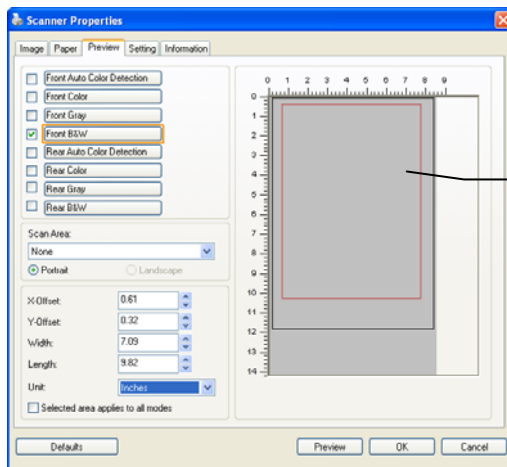 Scanner Properties
Image Paper Preview Setting Information
Front Auto Color Detection
Front Color
Front Gray
Front B&W
Rear Auto Color Detection
Rear Color
Rear Gray
Rear B&W
Scan Area:
None
Portrait Landscape
X-Offset: 0.61
Y-Offset: 0.32
Width: 7.09
Length: 9.82
Unit: Inches
Selected area applies to all modes
0 1 2 3 4 5 6 7 8 9
0
1
2
3
4
5
6
7
8
9
10
11
12
13
14
Defaults Preview OK Cancel